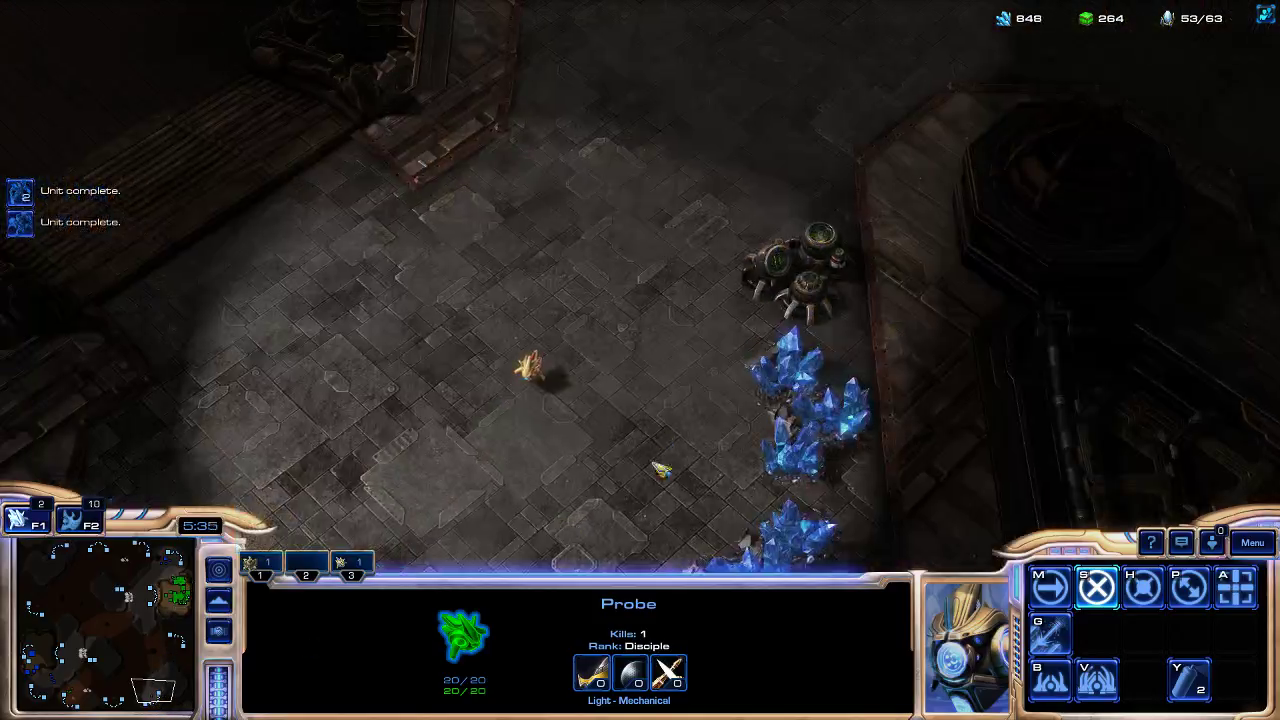 848 264 53/63
2 Unit complete.
Unit complete.
2 10
F1 F2
5:35
0
? Menu
1 1
1 2 3
Probe
Kills: 1
Rank: Disciple
0 0 0
20/20
20/20
Light - Mechanical
M S H P A
G
B V Y 2